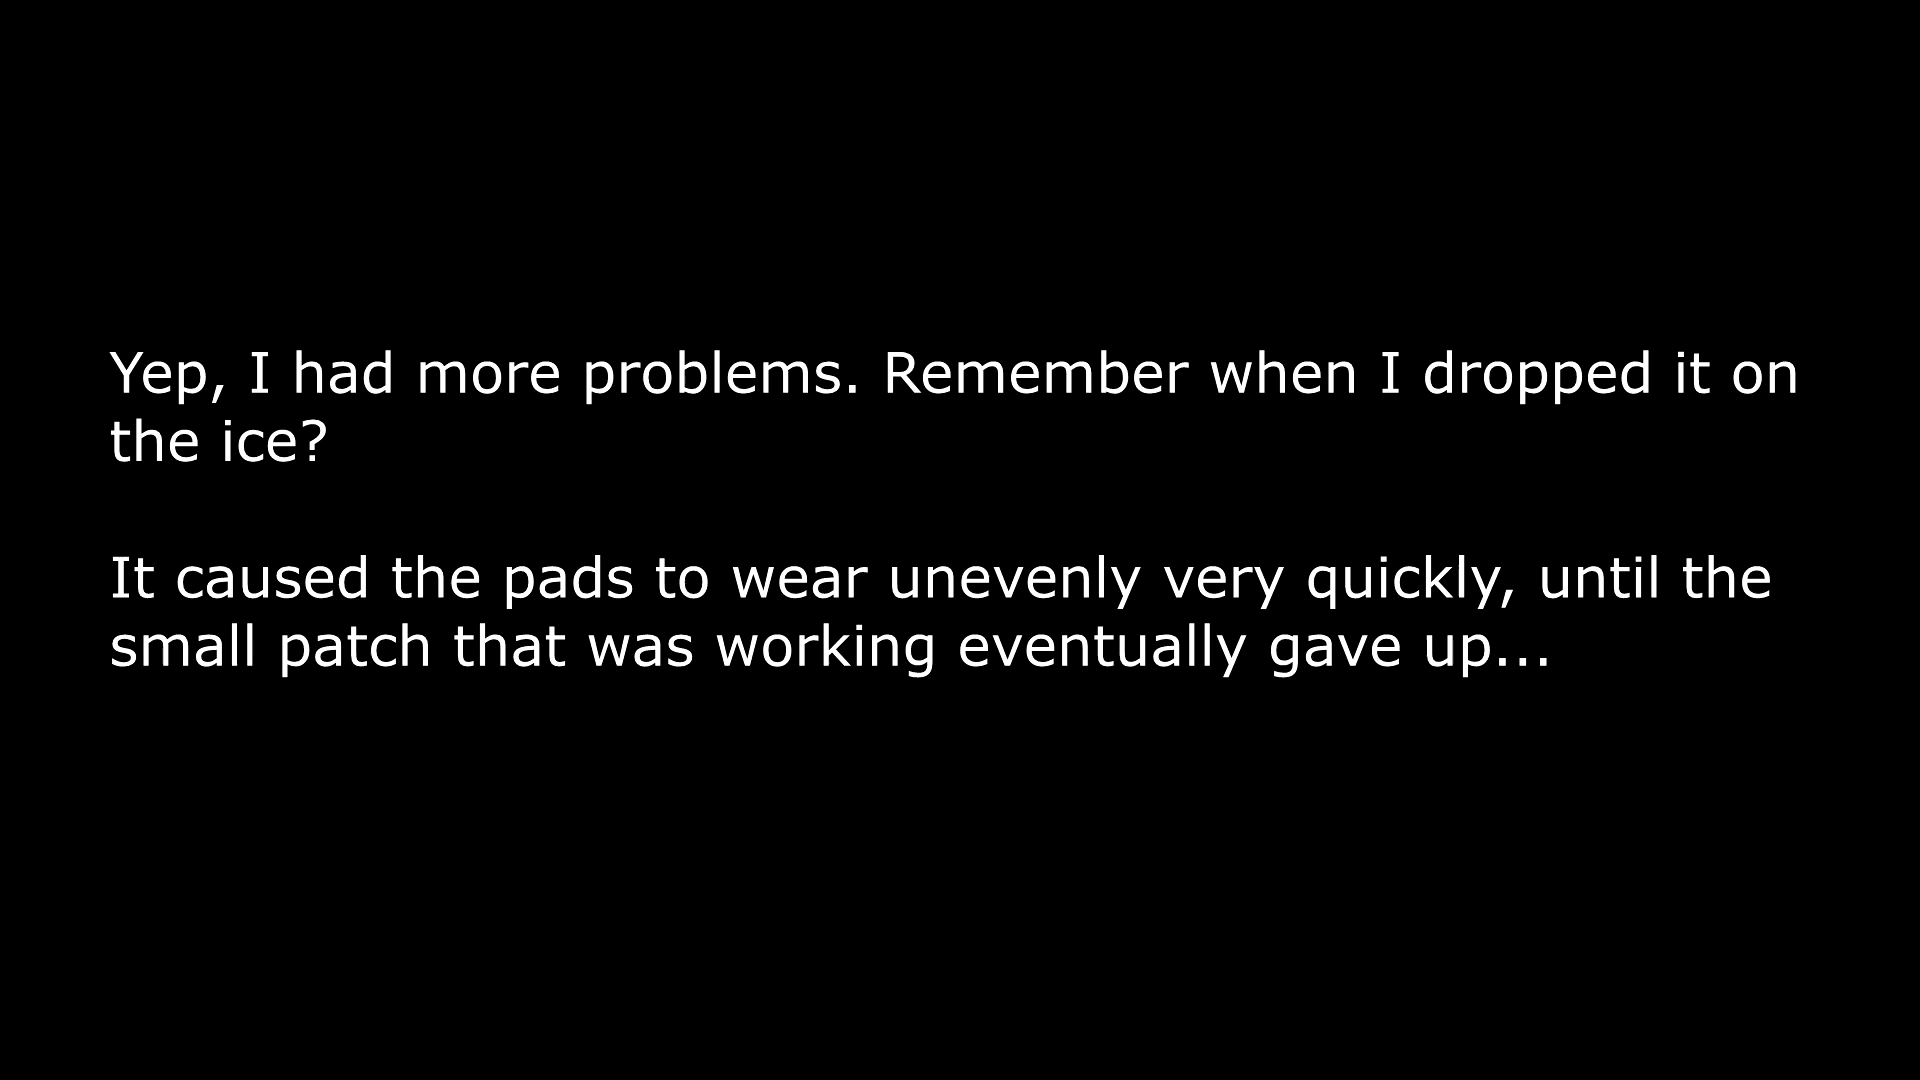 Yep, I had more problems. Remember when I dropped it on
the ice?
It caused the pads to wear unevenly very quickly, until the
small patch that was working eventually gave up...